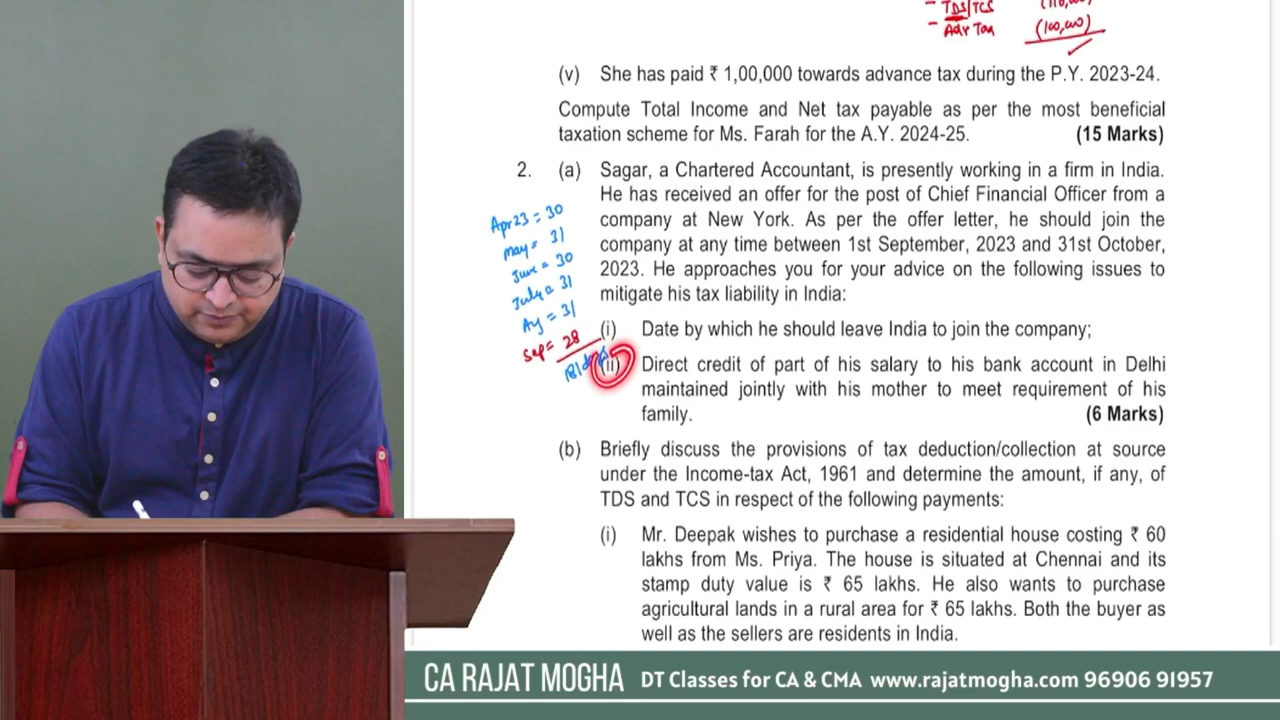 - TDS/TCS
- Adv Tax (100,000)
(v) She has paid ₹ 1,00,000 towards advance tax during the P.Y. 2023-24.
Compute Total Income and Net tax payable as per the most beneficial
taxation scheme for Ms. Farah for the A.Y. 2024-25. (15 Marks)
2. (a) Sagar, a Chartered Accountant, is presently working in a firm in India.
He has received an offer for the post of Chief Financial Officer from a
company at New York. As per the offer letter, he should join the
company at any time between 1st September, 2023 and 31st October,
2023. He approaches you for your advice on the following issues to
mitigate his tax liability in India:
Apr 23 = 30
May = 31
June = 30
July = 31
Ag = 31
Sep = 28
(i) Date by which he should leave India to join the company;
(ii) Direct credit of part of his salary to his bank account in Delhi
maintained jointly with his mother to meet requirement of his
family. (6 Marks)
(b) Briefly discuss the provisions of tax deduction/collection at source
under the Income-tax Act, 1961 and determine the amount, if any, of
TDS and TCS in respect of the following payments:
(i) Mr. Deepak wishes to purchase a residential house costing ₹ 60
lakhs from Ms. Priya. The house is situated at Chennai and its
stamp duty value is ₹ 65 lakhs. He also wants to purchase
agricultural lands in a rural area for ₹ 65 lakhs. Both the buyer as
well as the sellers are residents in India.
CA RAJAT MOGHA DT Classes for CA & CMA www.rajatmogha.com 96906 91957